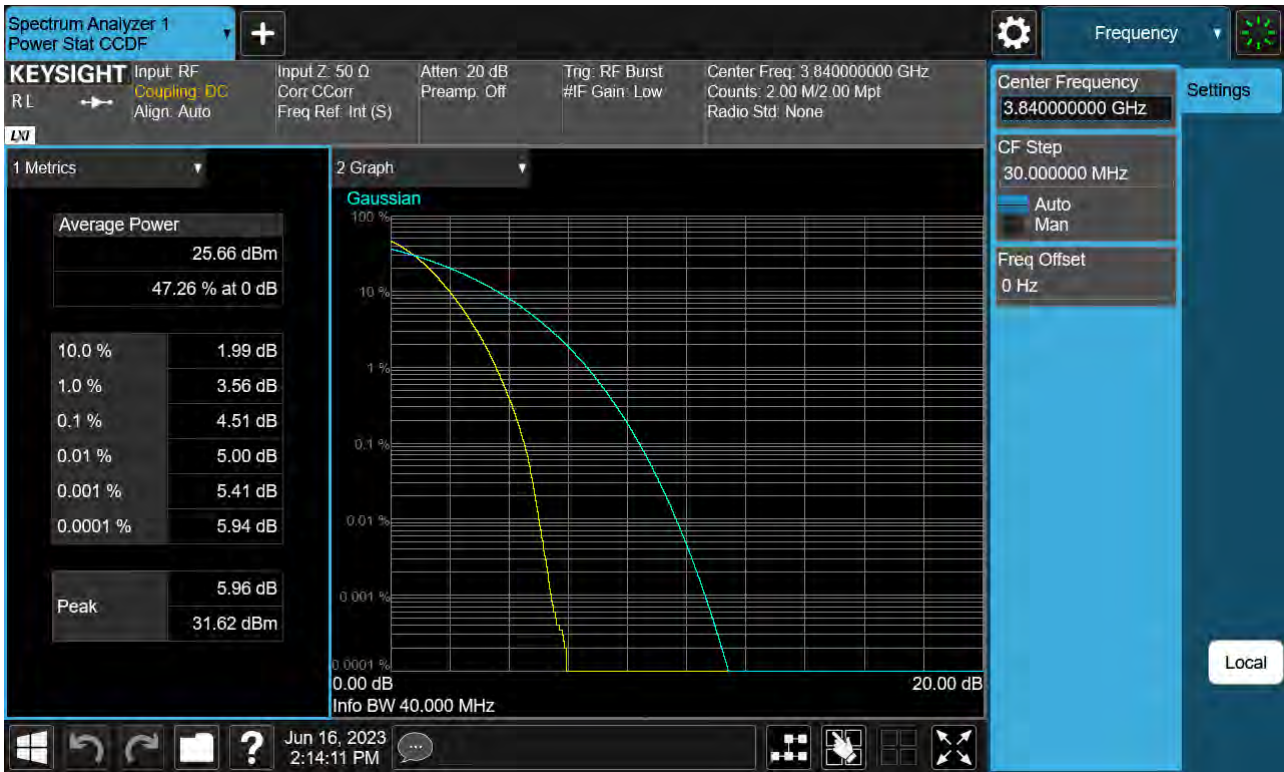 Spectrum Analyzer 1
Power Stat CCDF
+
Frequency
KEYSIGHT
RL
LXI
Input: RF
Coupling: DC
Align: Auto
Input Z: 50 Ω
Corr CCorr
Freq Ref: Int (S)
Atten: 20 dB
Preamp: Off
Trig: RF Burst
#IF Gain: Low
Center Freq: 3.840000000 GHz
Counts: 2.00 M/2.00 Mpt
Radio Std: None
Center Frequency
3.840000000 GHz
Settings
CF Step
30.000000 MHz
Auto
Man
Freq Offset
0 Hz
1 Metrics
Average Power
25.66 dBm
47.26 % at 0 dB
10.0 % 1.99 dB
1.0 % 3.56 dB
0.1 % 4.51 dB
0.01 % 5.00 dB
0.001 % 5.41 dB
0.0001 % 5.94 dB
Peak
5.96 dB
31.62 dBm
2 Graph
Gaussian
100 %
10 %
1 %
0.1 %
0.01 %
0.001 %
0.0001 %
0.00 dB 20.00 dB
Info BW 40.000 MHz
Local
?
Jun 16, 2023
2:14:11 PM